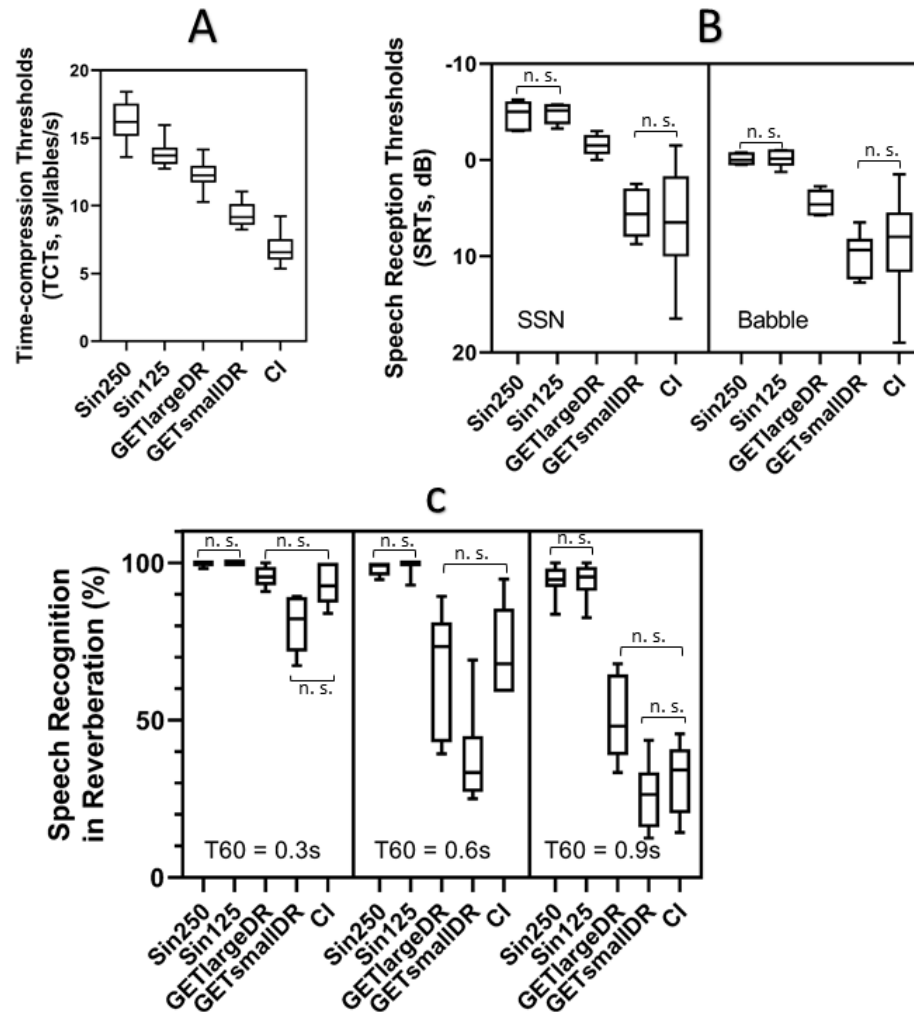 A
Time-compression Thresholds
(TCTs, syllables/s)
20
15
10
5
0
Sin250
Sin125
GETlargeDR
GETsmallDR
CI
B
Speech Reception Thresholds
(SRTs, dB)
-10
0
10
20
n. s.
n. s.
SSN
n. s.
n. s.
Babble
Sin250
Sin125
GETlargeDR
GETsmallDR
CI
Sin250
Sin125
GETlargeDR
GETsmallDR
CI
C
Speech Recognition
in Reverberation (%)
100
50
0
n. s.
n. s.
n. s.
T60 = 0.3s
n. s.
n. s.
T60 = 0.6s
n. s.
n. s.
n. s.
T60 = 0.9s
Sin250
Sin125
GETlargeDR
GETsmallDR
CI
Sin250
Sin125
GETlargeDR
GETsmallDR
CI
Sin250
Sin125
GETlargeDR
GETsmallDR
CI